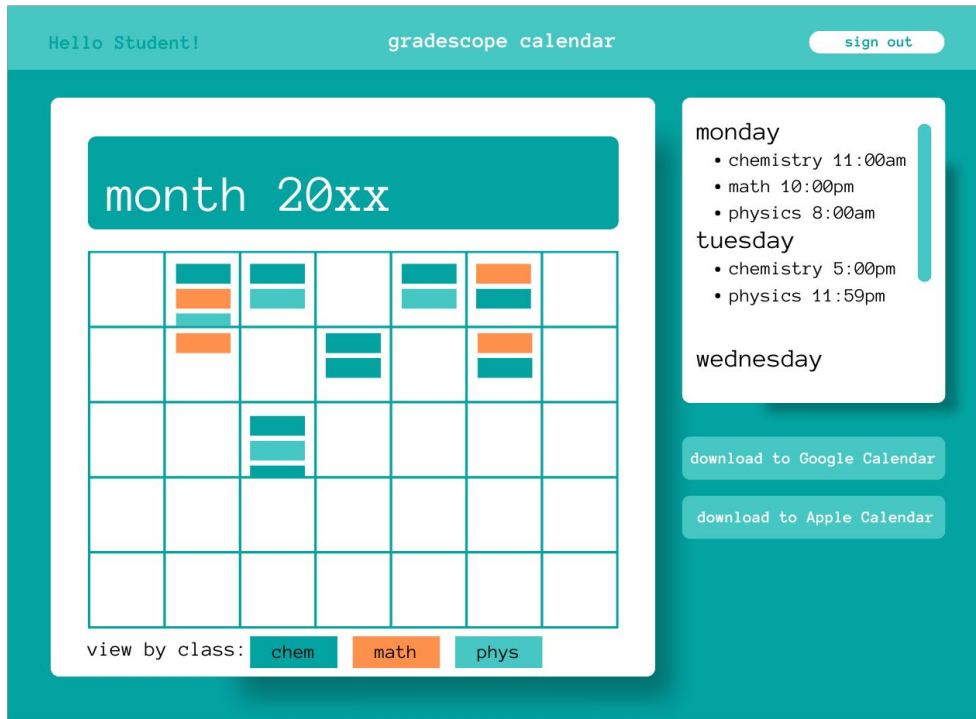 Hello Student!
gradescope calendar
sign out
month 20xx
view by class:
chem
math
phys
monday
• chemistry 11:00am
• math 10:00pm
• physics 8:00am
tuesday
• chemistry 5:00pm
• physics 11:59pm
wednesday
download to Google Calendar
download to Apple Calendar